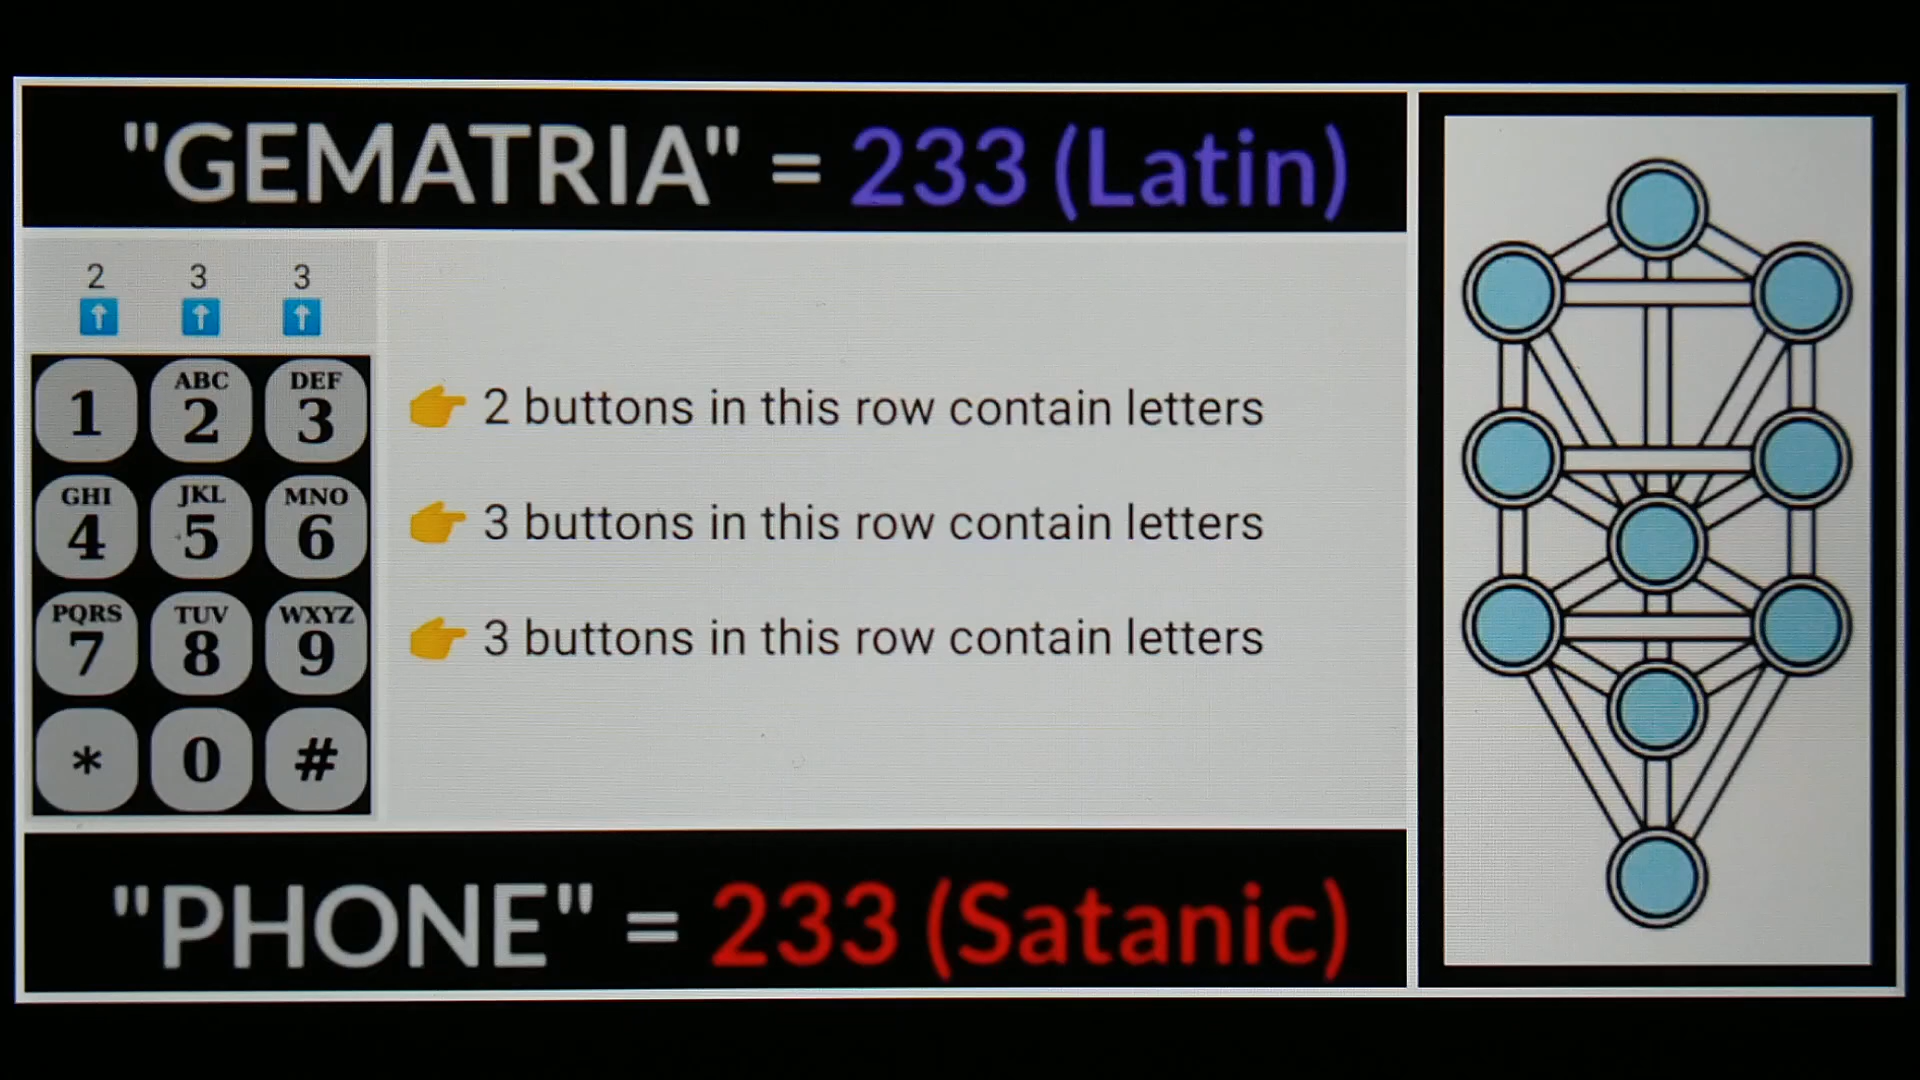 "GEMATRIA" = 233 (Latin)
2 3 3
1 ABC 2 DEF 3
👉 2 buttons in this row contain letters
GHI 4 JKL 5 MNO 6
👉 3 buttons in this row contain letters
PQRS 7 TUV 8 WXYZ 9
👉 3 buttons in this row contain letters
* 0 #
"PHONE" = 233 (Satanic)